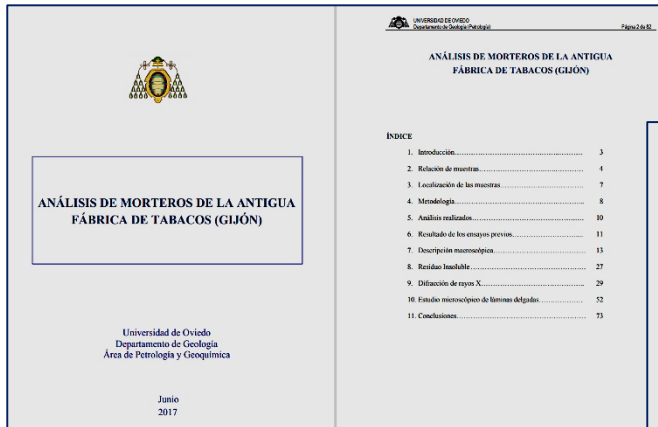 ANÁLISIS DE MORTEROS DE LA ANTIGUA
FÁBRICA DE TABACOS (GIJÓN)
Universidad de Oviedo
Departamento de Geología
Área de Petrología y Geoquímica
Junio
2017
UNIVERSIDAD DE OVIEDO
Departamento de Geología (Petrología)
Página 2 de 82
ANÁLISIS DE MORTEROS DE LA ANTIGUA
FÁBRICA DE TABACOS (GIJÓN)
ÍNDICE
1. Introducción 3
2. Relación de muestras 4
3. Localización de las muestras 7
4. Metodología 8
5. Análisis realizados 10
6. Resultado de los ensayos previos 11
7. Descripción macroscópica 13
8. Residuo Insoluble 27
9. Difracción de rayos X 29
10. Estudio microscópico de láminas delgadas 52
11. Conclusiones 73